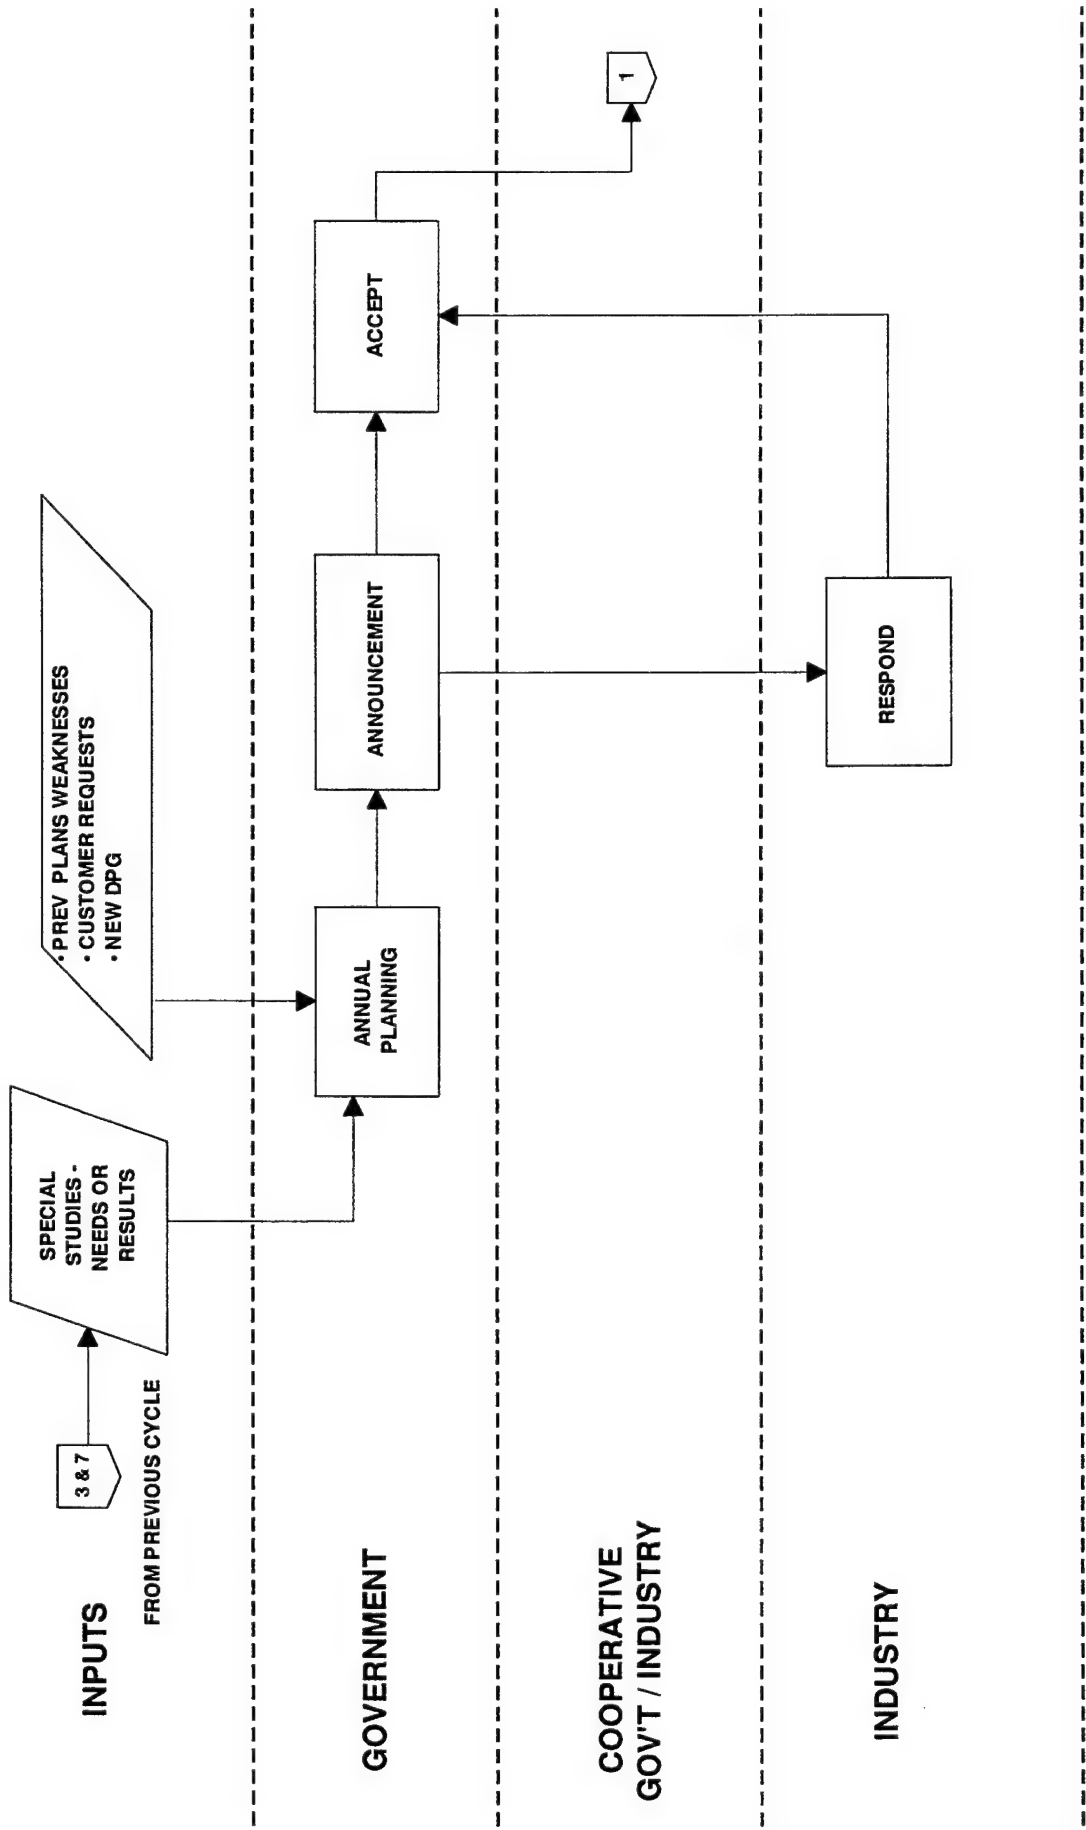 INPUTS
3 & 7
FROM PREVIOUS CYCLE
SPECIAL
STUDIES -
NEEDS OR
RESULTS
• PREV PLANS WEAKNESSES
• CUSTOMER REQUESTS
• NEW DPG
GOVERNMENT
ANNUAL
PLANNING
ANNOUNCEMENT
ACCEPT
COOPERATIVE
GOV'T / INDUSTRY
1
INDUSTRY
RESPOND